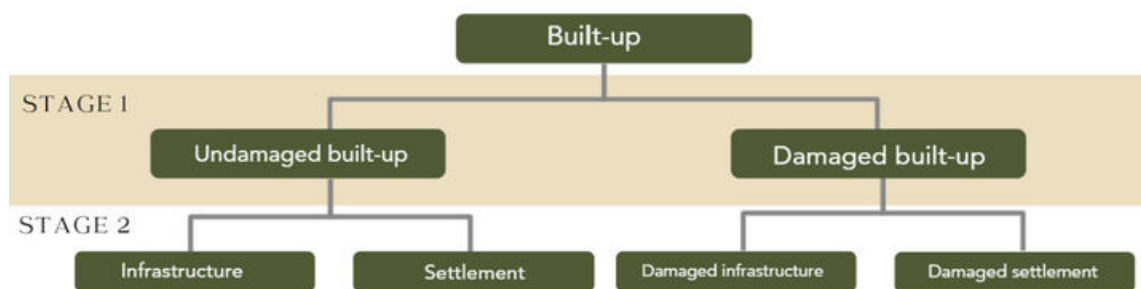 Built-up
STAGE 1
Undamaged built-up
Damaged built-up
STAGE 2
Infrastructure
Settlement
Damaged infrastructure
Damaged settlement